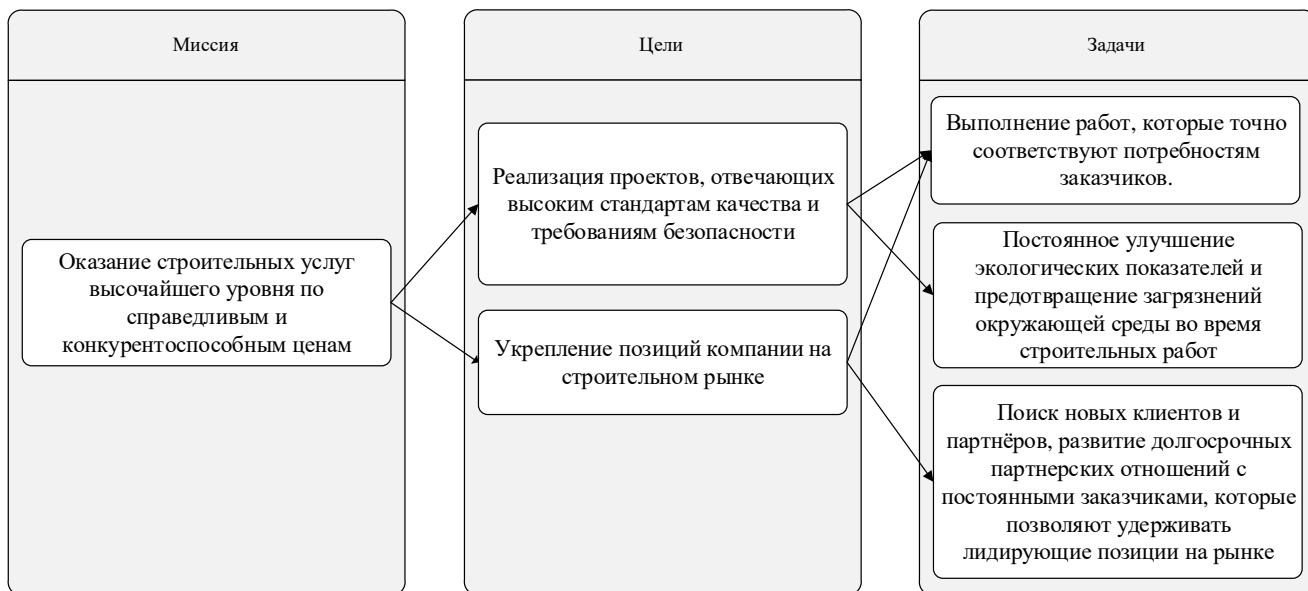 Миссия
Оказание строительных услуг
высочайшего уровня по
справедливым и
конкурентоспособным ценам
Цели
Реализация проектов, отвечающих
высоким стандартам качества и
требованиям безопасности
Укрепление позиций компании на
строительном рынке
Задачи
Выполнение работ, которые точно
соответствуют потребностям
заказчиков.
Постоянное улучшение
экологических показателей и
предотвращение загрязнений
окружающей среды во время
строительных работ
Поиск новых клиентов и
партнёров, развитие долгосрочных
партнерских отношений с
постоянными заказчиками, которые
позволяют удерживать
лидирующие позиции на рынке